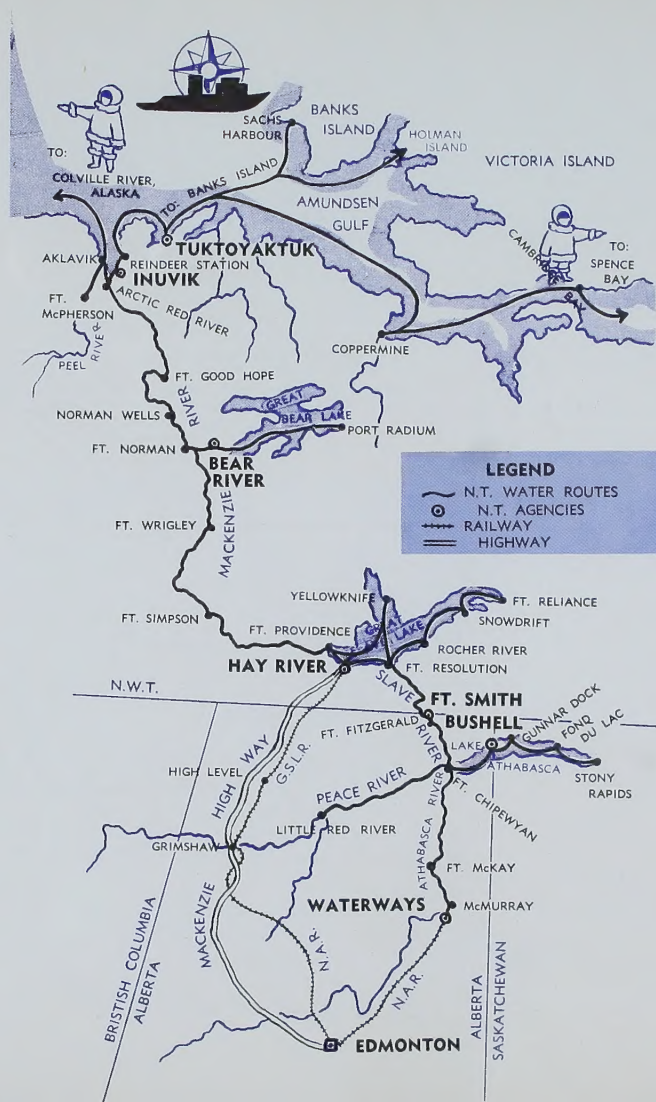 BANKS
ISLAND
SACHS
HARBOUR
HOLMAN
ISLAND
VICTORIA ISLAND
TO:
COLVILLE RIVER,
ALASKA
TO: BANKS ISLAND
AMUNDSEN
GULF
CAMBRIDGE BAY
TO:
SPENCE
BAY
TUKTOYAKTUK
AKLAVIK
REINDEER STATION
INUVIK
FT.
McPHERSON
ARCTIC RED RIVER
PEEL RIVER
COPPERMINE
FT. GOOD HOPE
GREAT
BEAR LAKE
NORMAN WELLS
RIVER
PORT RADIUM
FT. NORMAN
BEAR
RIVER
LEGEND
N.T. WATER ROUTES
N.T. AGENCIES
RAILWAY
HIGHWAY
FT. WRIGLEY
MACKENZIE
YELLOWKNIFE
FT. RELIANCE
FT. SIMPSON
SNOWDRIFT
FT. PROVIDENCE
GREAT
LAKE
ROCHER RIVER
HAY RIVER
FT. RESOLUTION
N.W.T.
SLAVE
RIVER
FT. SMITH
BUSHELL
GUNNAR DOCK
FOND
DU LAC
FT. FITZGERALD
LAKE
ATHABASCA
STONY
RAPIDS
HIGH LEVEL
HIGH WAY
G.S.L.R.
PEACE RIVER
FT. CHIPEWYAN
LITTLE RED RIVER
GRIMSHAW
ATHABASCA RIVER
FT. McKAY
McMURRAY
WATERWAYS
MACKENZIE
N.A.R.
N.A.R.
BRISTISH COLUMBIA
ALBERTA
ALBERTA
SASKATCHEWAN
EDMONTON